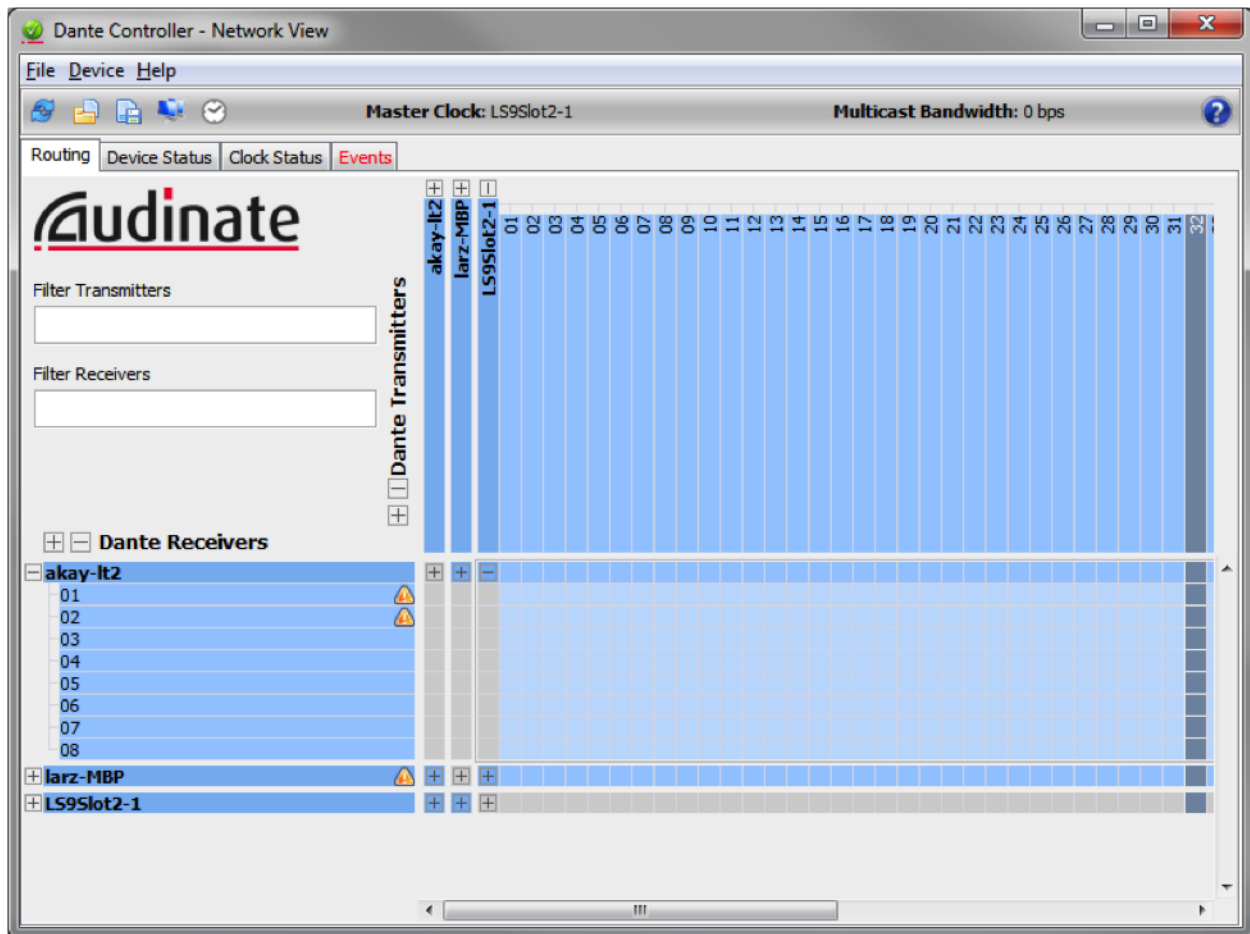 Dante Controller - Network View
File Device Help
Master Clock: LS9Slot2-1 Multicast Bandwidth: 0 bps ?
Routing Device Status Clock Status Events
Audinate
Filter Transmitters
Filter Receivers
Dante Transmitters
akay-lt2
larz-MBP
LS9Slot2-1
01 02 03 04 05 06 07 08 09 10 11 12 13 14 15 16 17 18 19 20 21 22 23 24 25 26 27 28 29 30 31 32
Dante Receivers
akay-lt2
01
02
03
04
05
06
07
08
larz-MBP
LS9Slot2-1